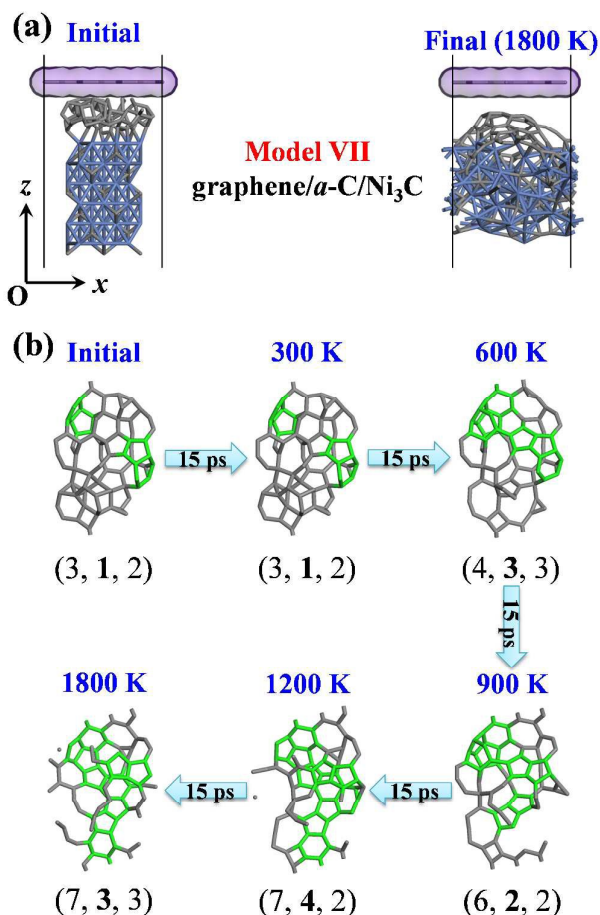 (a)
Initial
Final (1800 K)
Model VII
graphene/a-C/Ni₃C
z
O
x
(b)
Initial
300 K
600 K
15 ps
15 ps
(3, 1, 2)
(3, 1, 2)
(4, 3, 3)
15 ps
1800 K
1200 K
900 K
15 ps
15 ps
(7, 3, 3)
(7, 4, 2)
(6, 2, 2)